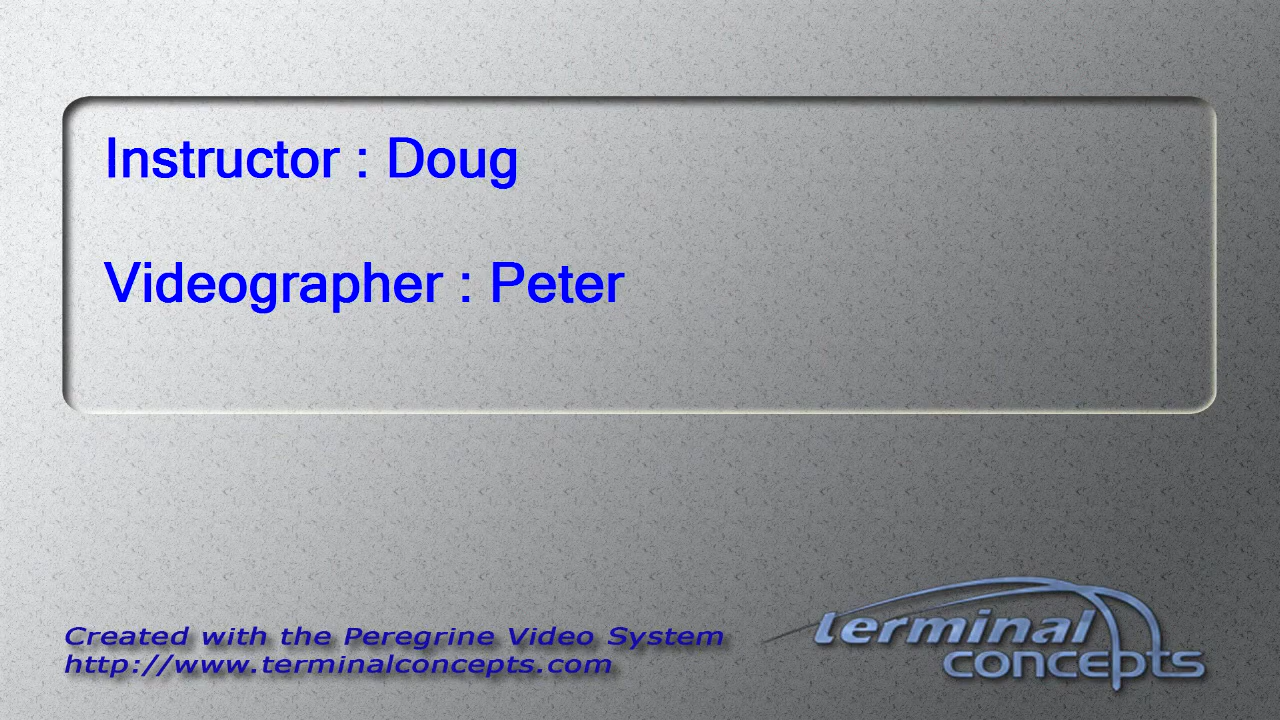 Instructor : Doug
Videographer : Peter
Created with the Peregrine Video System
http://www.terminalconcepts.com
terminal
concepts